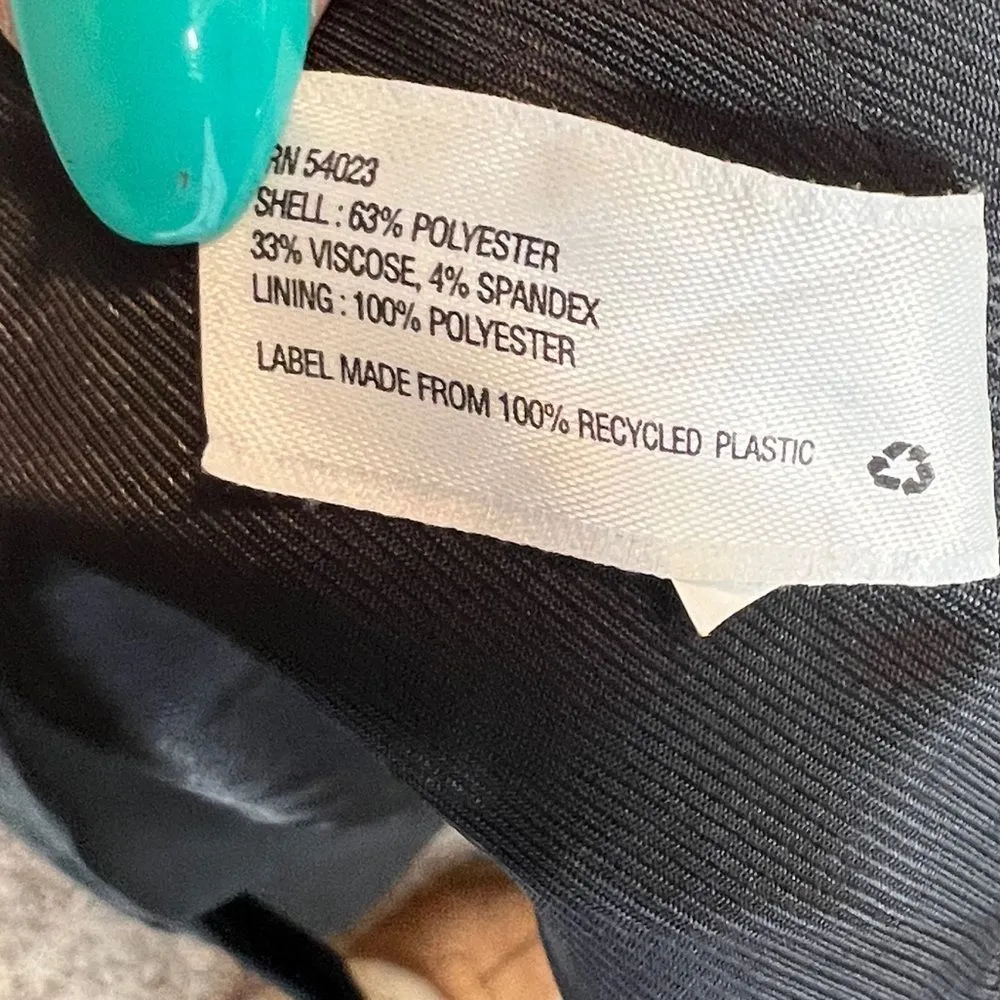 RN 54023
SHELL : 63% POLYESTER
33% VISCOSE, 4% SPANDEX
LINING : 100% POLYESTER
LABEL MADE FROM 100% RECYCLED PLASTIC